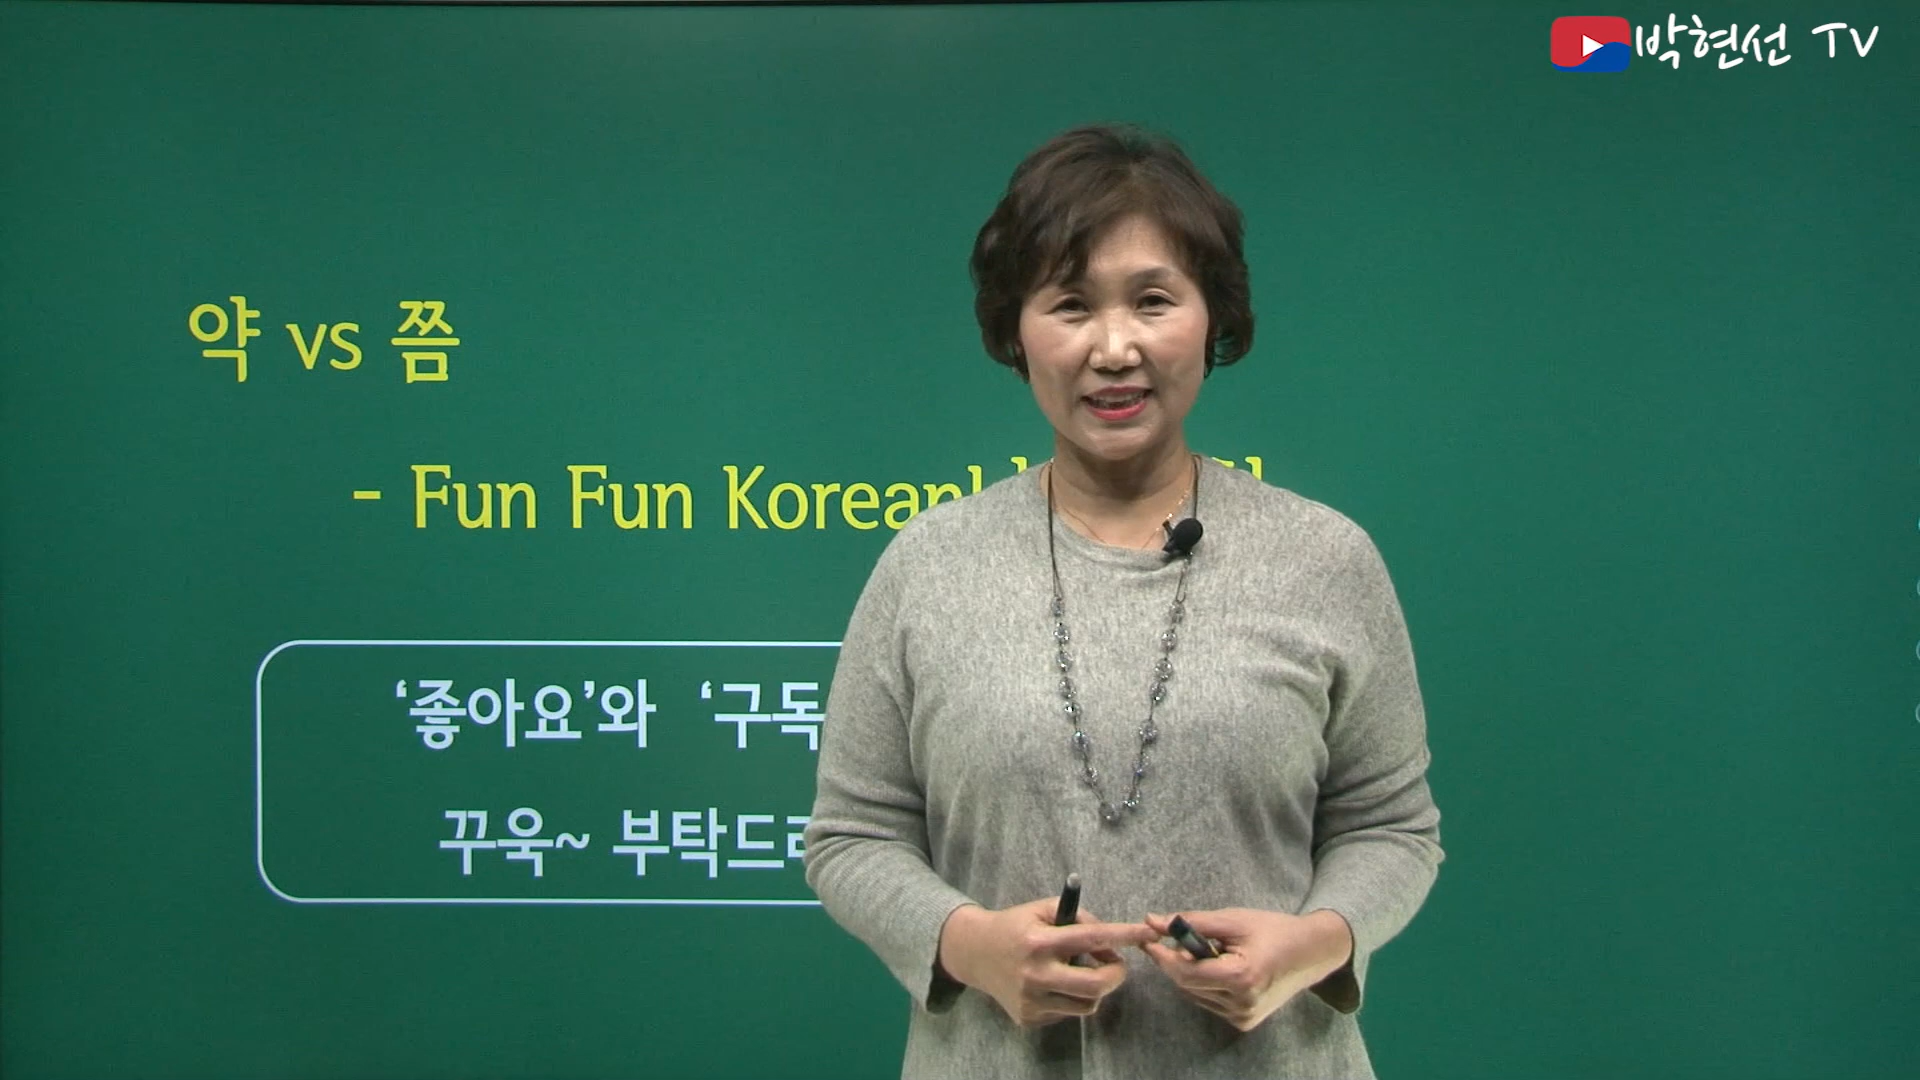 박현선 TV
약 vs 쯤
- Fun Fun Korean
'좋아요'와 '구독
꾸욱~ 부탁드